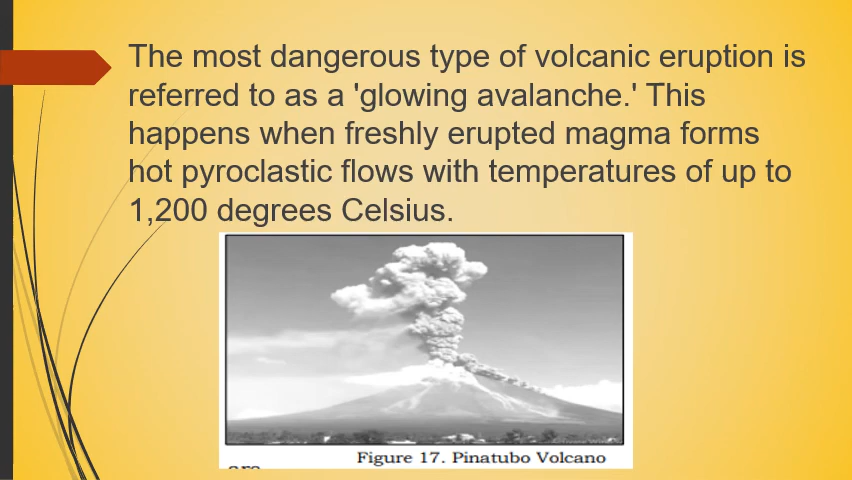 The most dangerous type of volcanic eruption is
referred to as a 'glowing avalanche.' This
happens when freshly erupted magma forms
hot pyroclastic flows with temperatures of up to
1,200 degrees Celsius.
Figure 17. Pinatubo Volcano